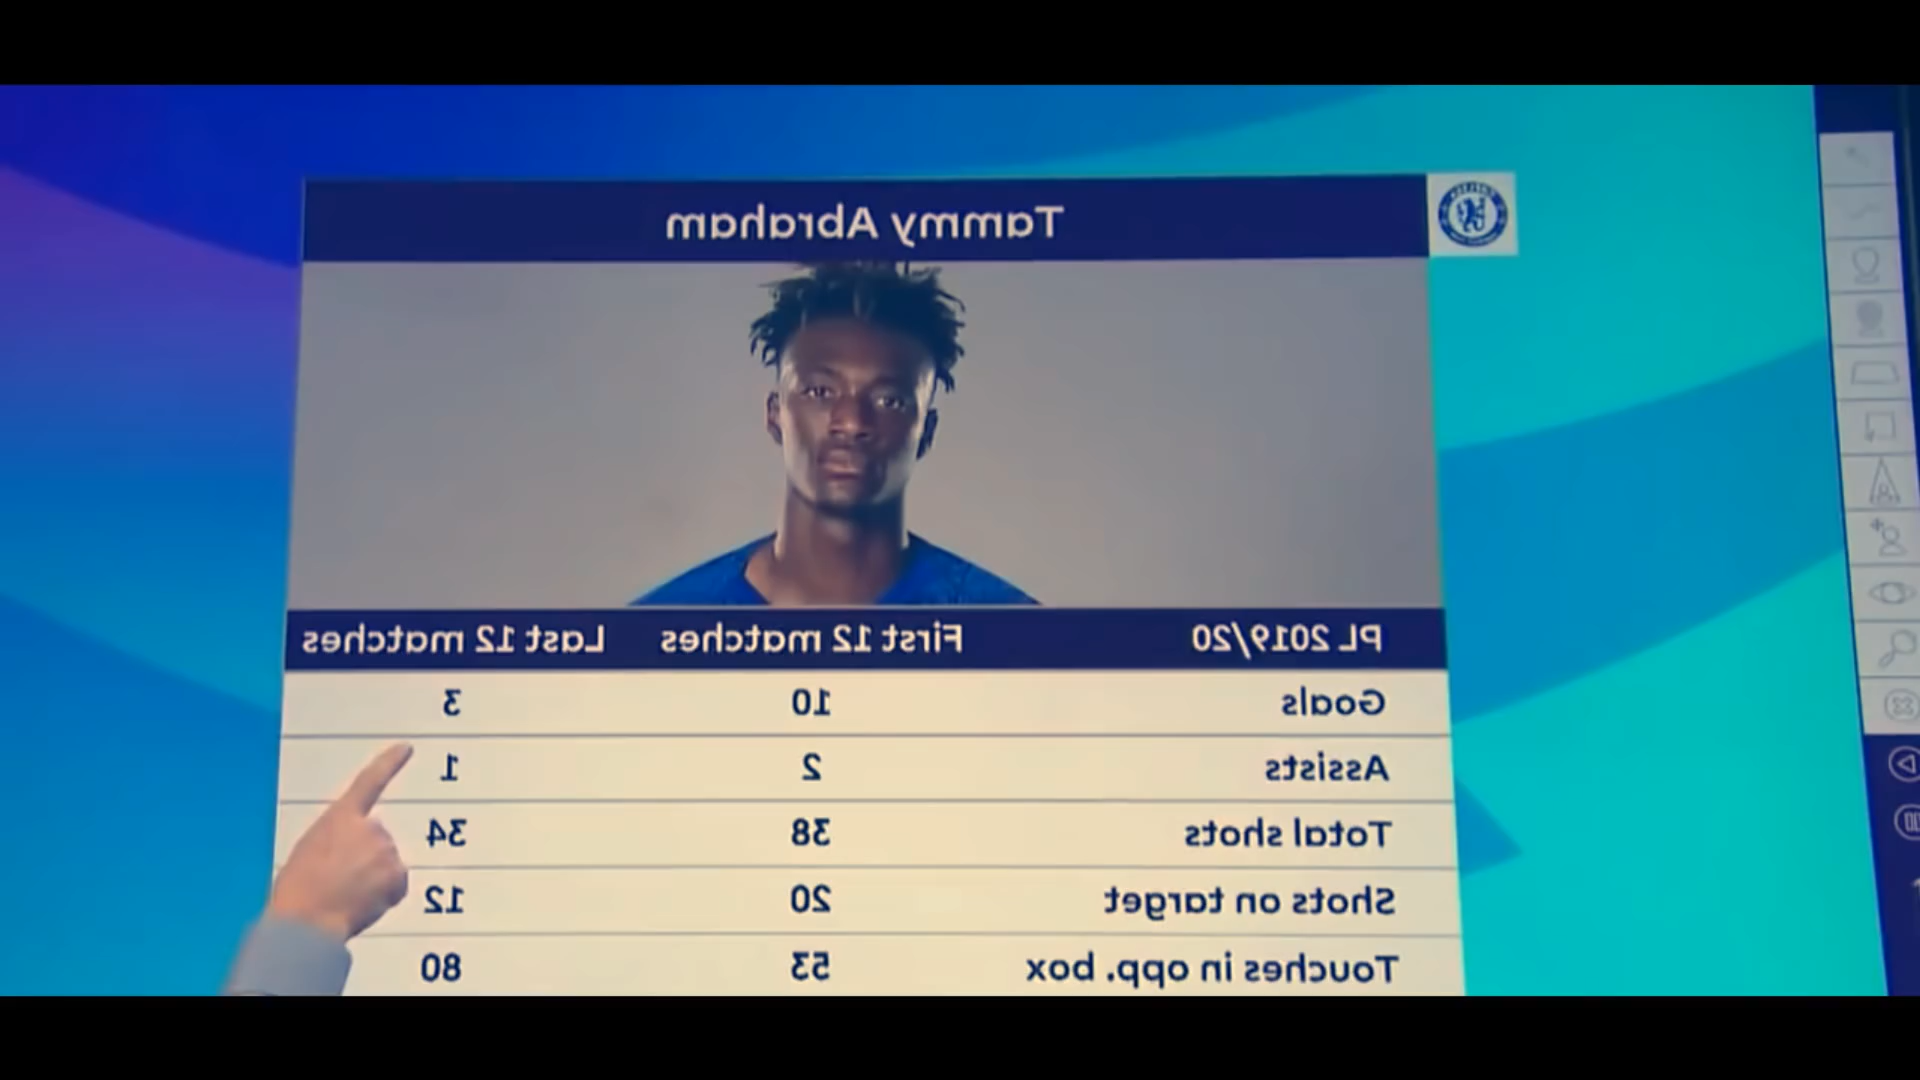 Tammy Abraham
PL 2019/20 First 12 matches Last 12 matches
Goals 10 3
Assists 2 1
Total shots 38 34
Shots on target 20 12
Touches in opp. box 53 80